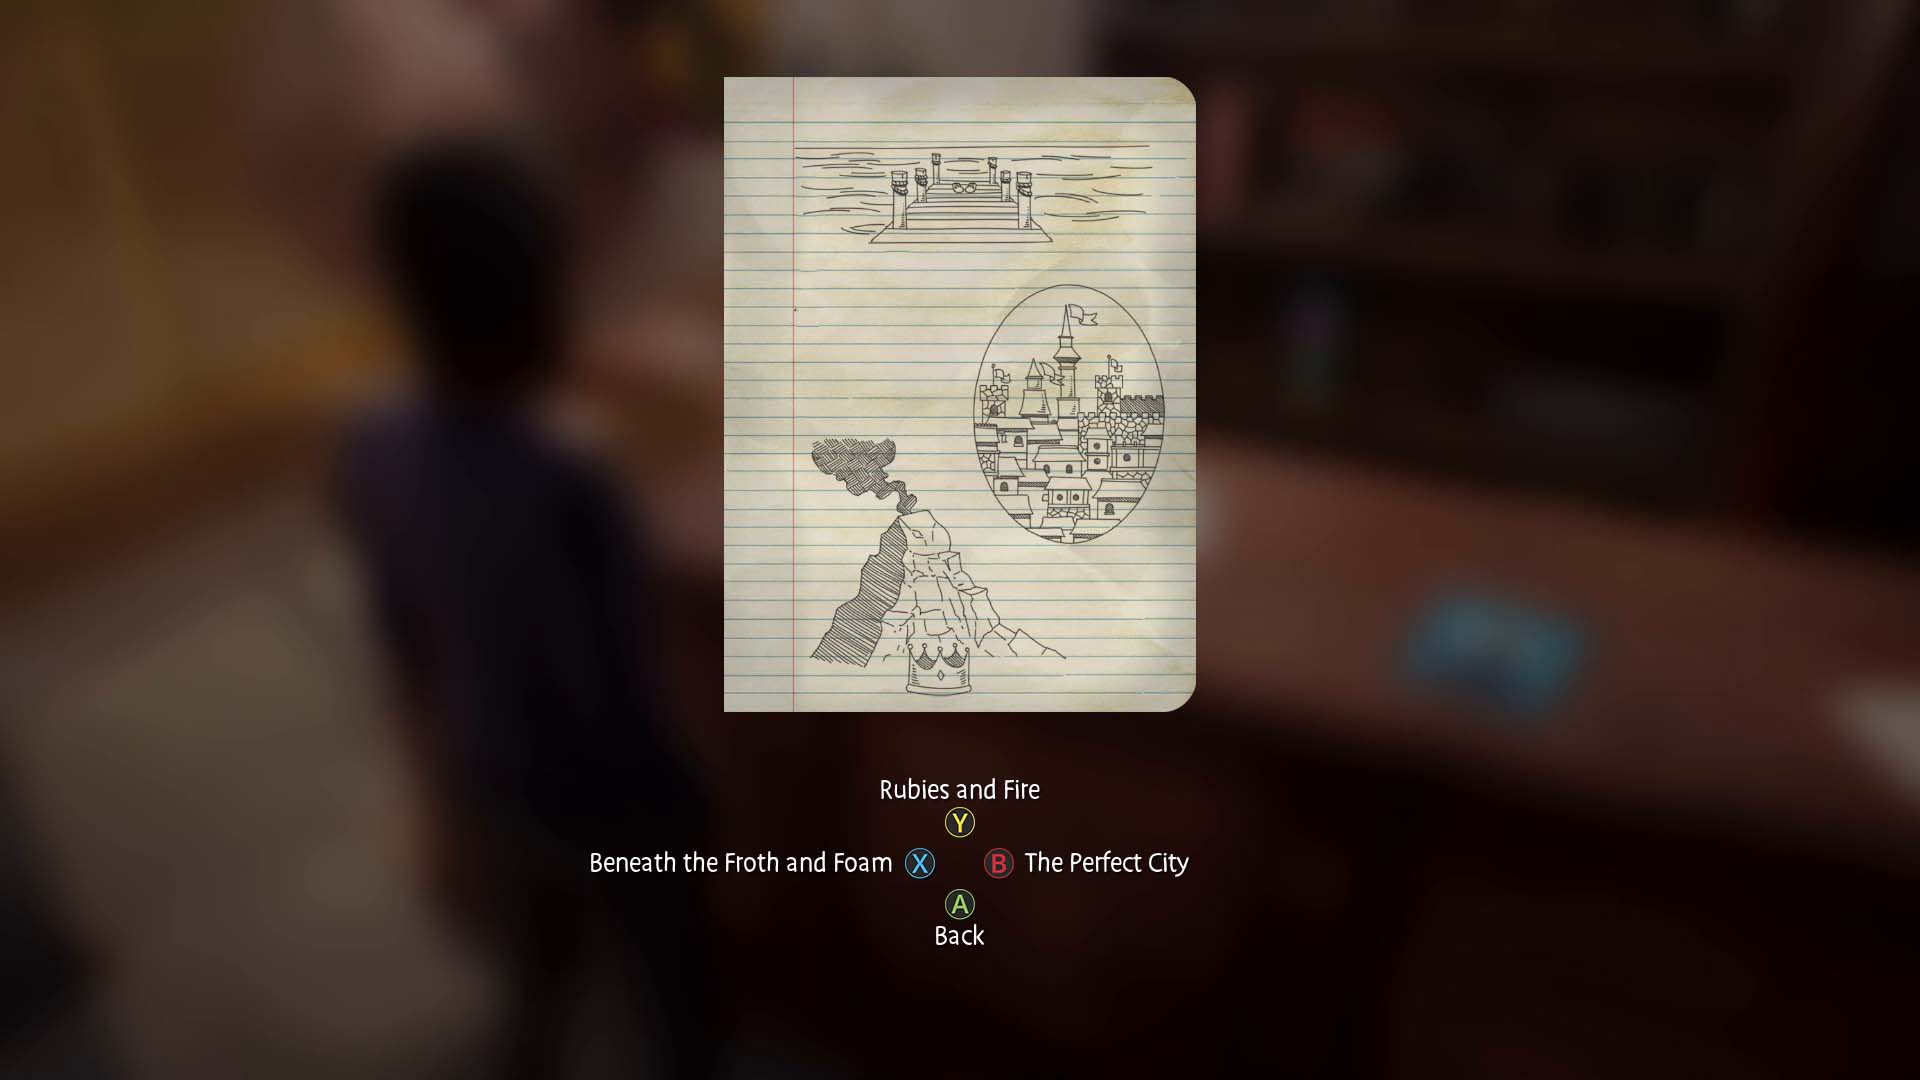 Rubies and Fire
Y
Beneath the Froth and Foam X B The Perfect City
A
Back